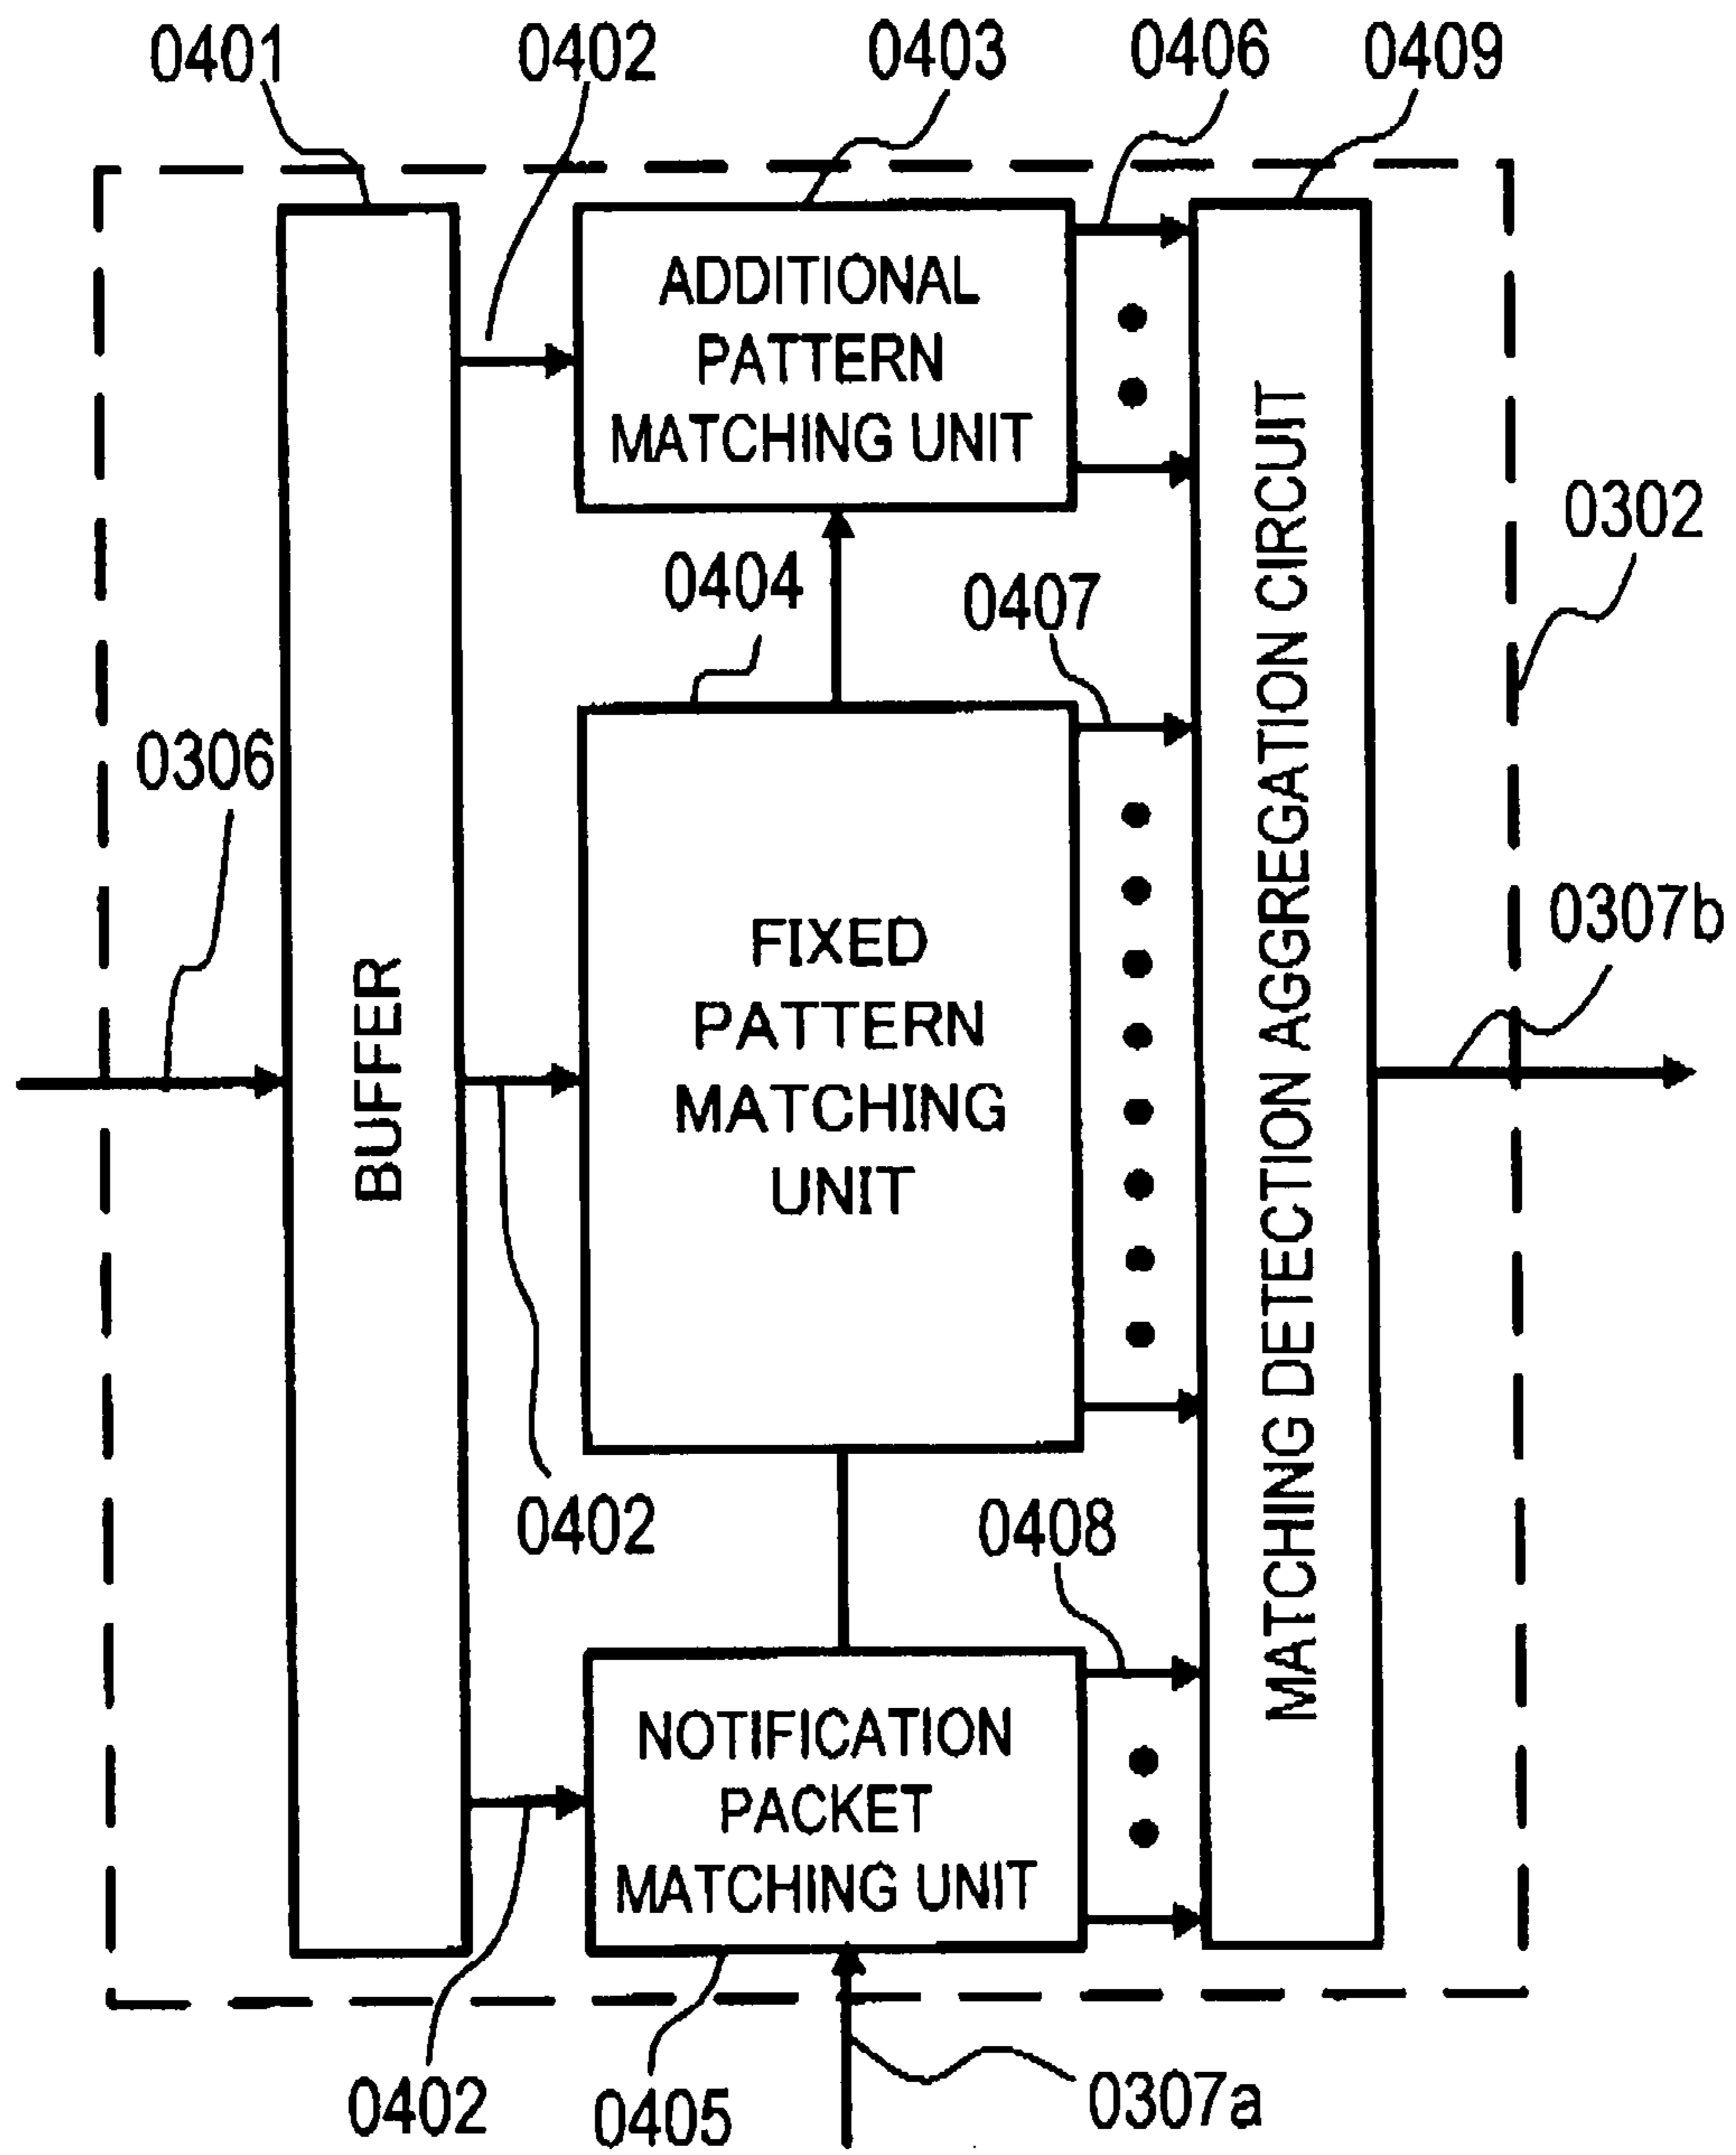 0401
0402
0403
0406
0409
ADDITIONAL
PATTERN
MATCHING UNIT
0302
0404
0407
0306
0307b
BUFFER
FIXED
PATTERN
MATCHING
UNIT
MATCHING DETECTION AGGREGATION CIRCUIT
0402
0408
NOTIFICATION
PACKET
MATCHING UNIT
0402
0405
0307a